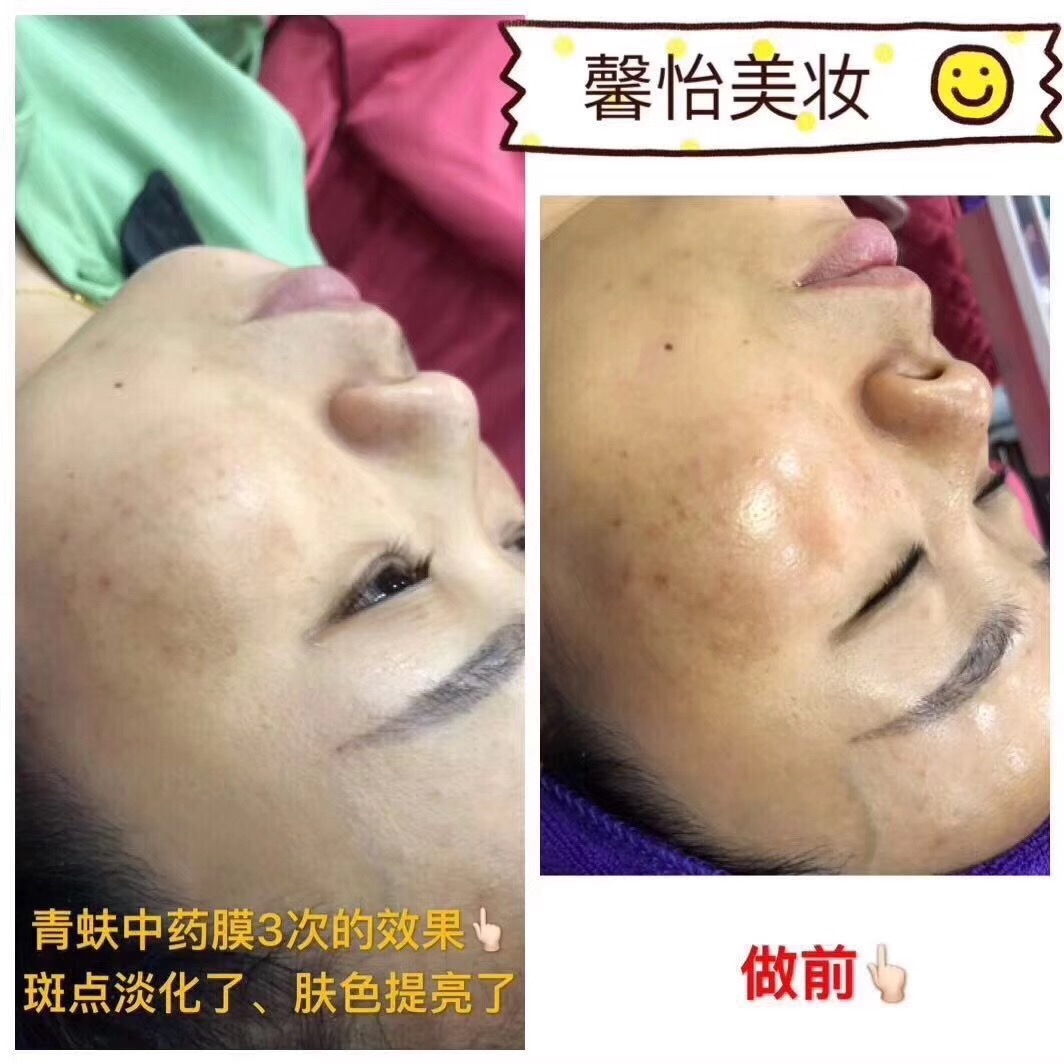 馨怡美妆
青蚨中药膜3次的效果👆🏻
斑点淡化了、肤色提亮了
做前👆🏻